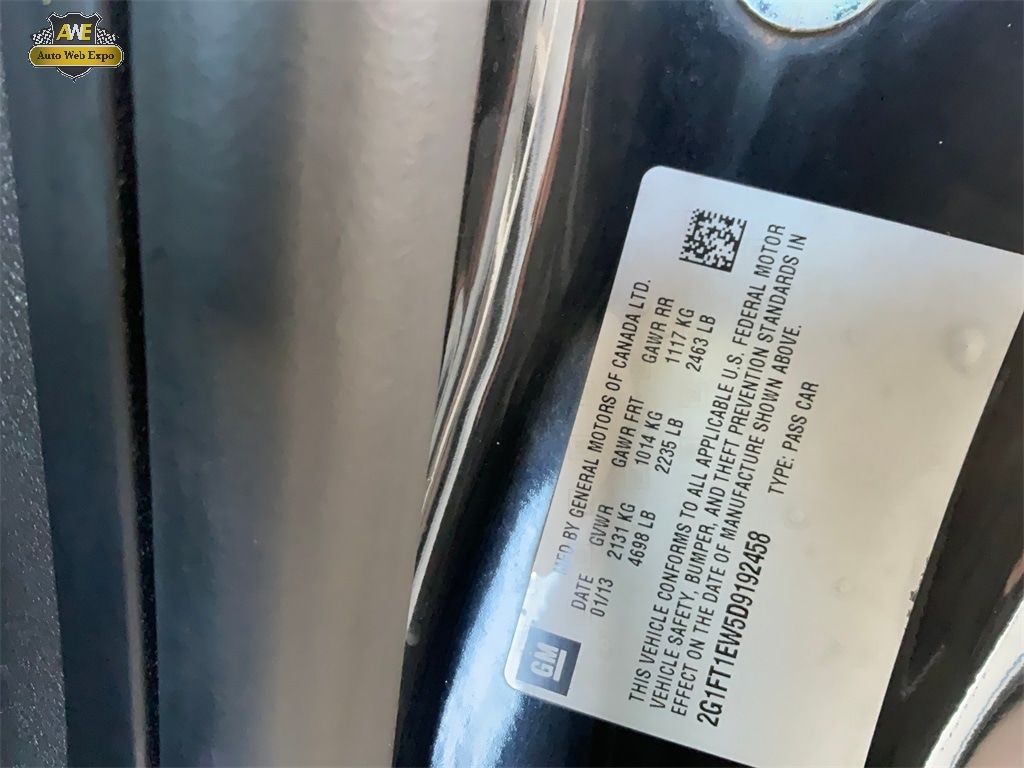 AWE
Auto Web Expo
GM
MFD BY GENERAL MOTORS OF CANADA LTD.
DATE GVWR GAWR FRT GAWR RR
01/13 2131 KG 1014 KG 1117 KG
4698 LB 2235 LB 2463 LB
THIS VEHICLE CONFORMS TO ALL APPLICABLE U.S. FEDERAL MOTOR
VEHICLE SAFETY, BUMPER, AND THEFT PREVENTION STANDARDS IN
EFFECT ON THE DATE OF MANUFACTURE SHOWN ABOVE.
2G1FT1EW5D9192458 TYPE: PASS CAR